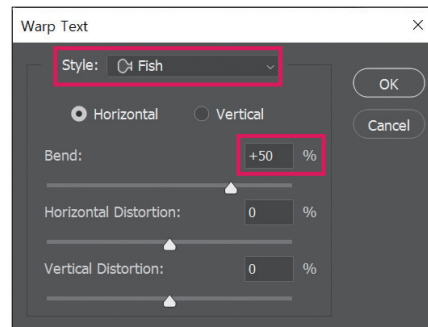 Warp Text
Style: Fish
Horizontal Vertical
Bend: +50 %
Horizontal Distortion: 0 %
Vertical Distortion: 0 %
OK
Cancel